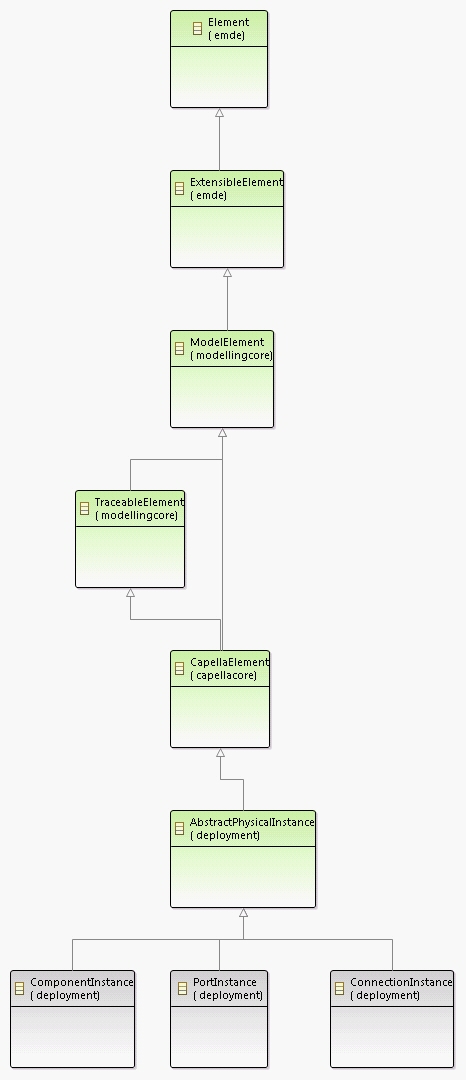 Element
( emde)
ExtensibleElement
( emde)
ModelElement
( modellingcore)
TraceableElement
( modellingcore)
CapellaElement
( capellacore)
AbstractPhysicalInstance
( deployment)
ComponentInstance
( deployment)
PortInstance
( deployment)
ConnectionInstance
( deployment)